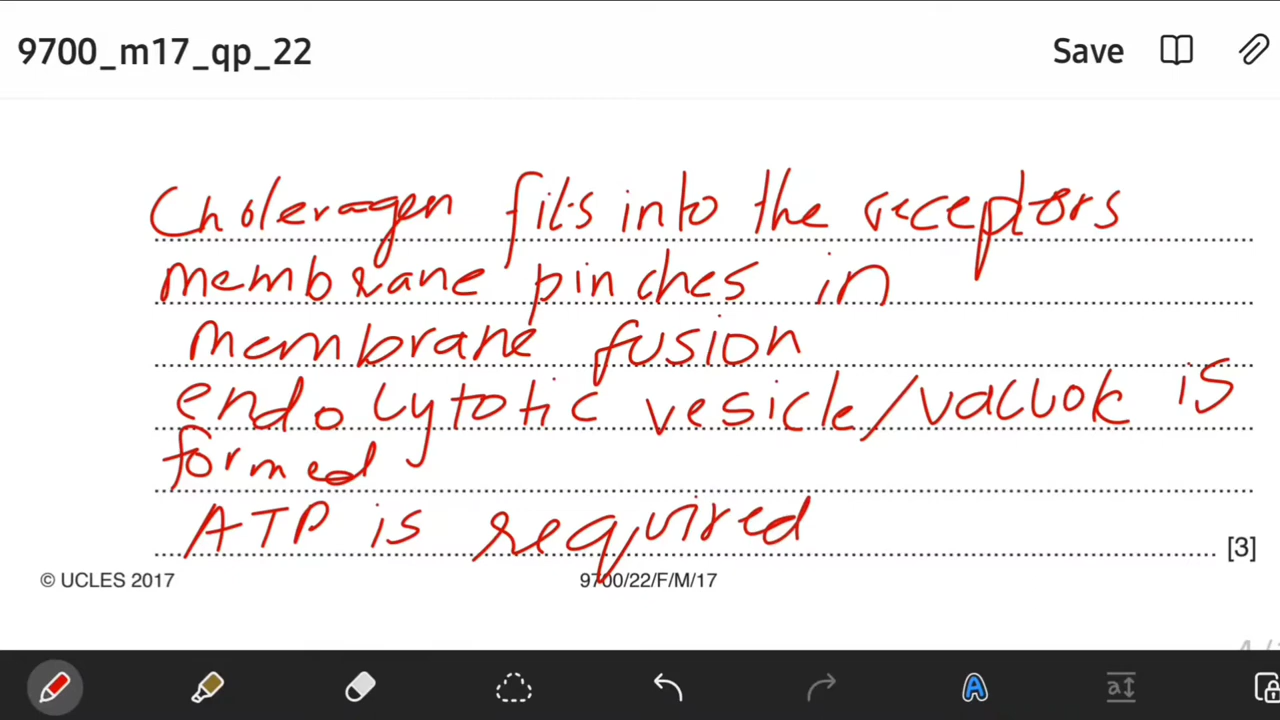 9700_m17_qp_22 Save
Choleragen fits into the receptors
membrane pinches in
membrane fusion
endocytotic vesicle/vacuole is
formed
ATP is required
[3]
© UCLES 2017 9700/22/F/M/17
A a